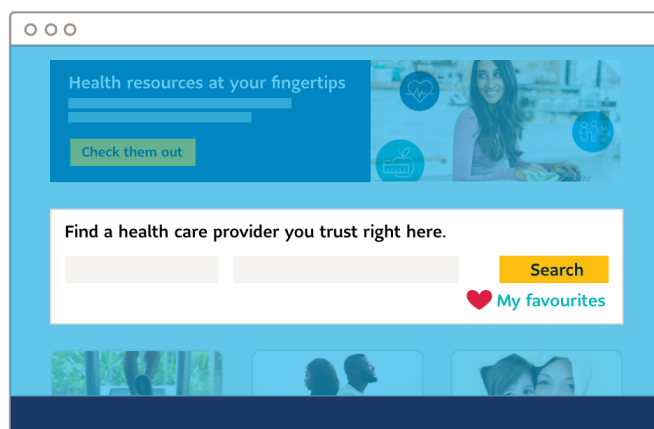 Health resources at your fingertips
Check them out
Find a health care provider you trust right here.
Search
My favourites